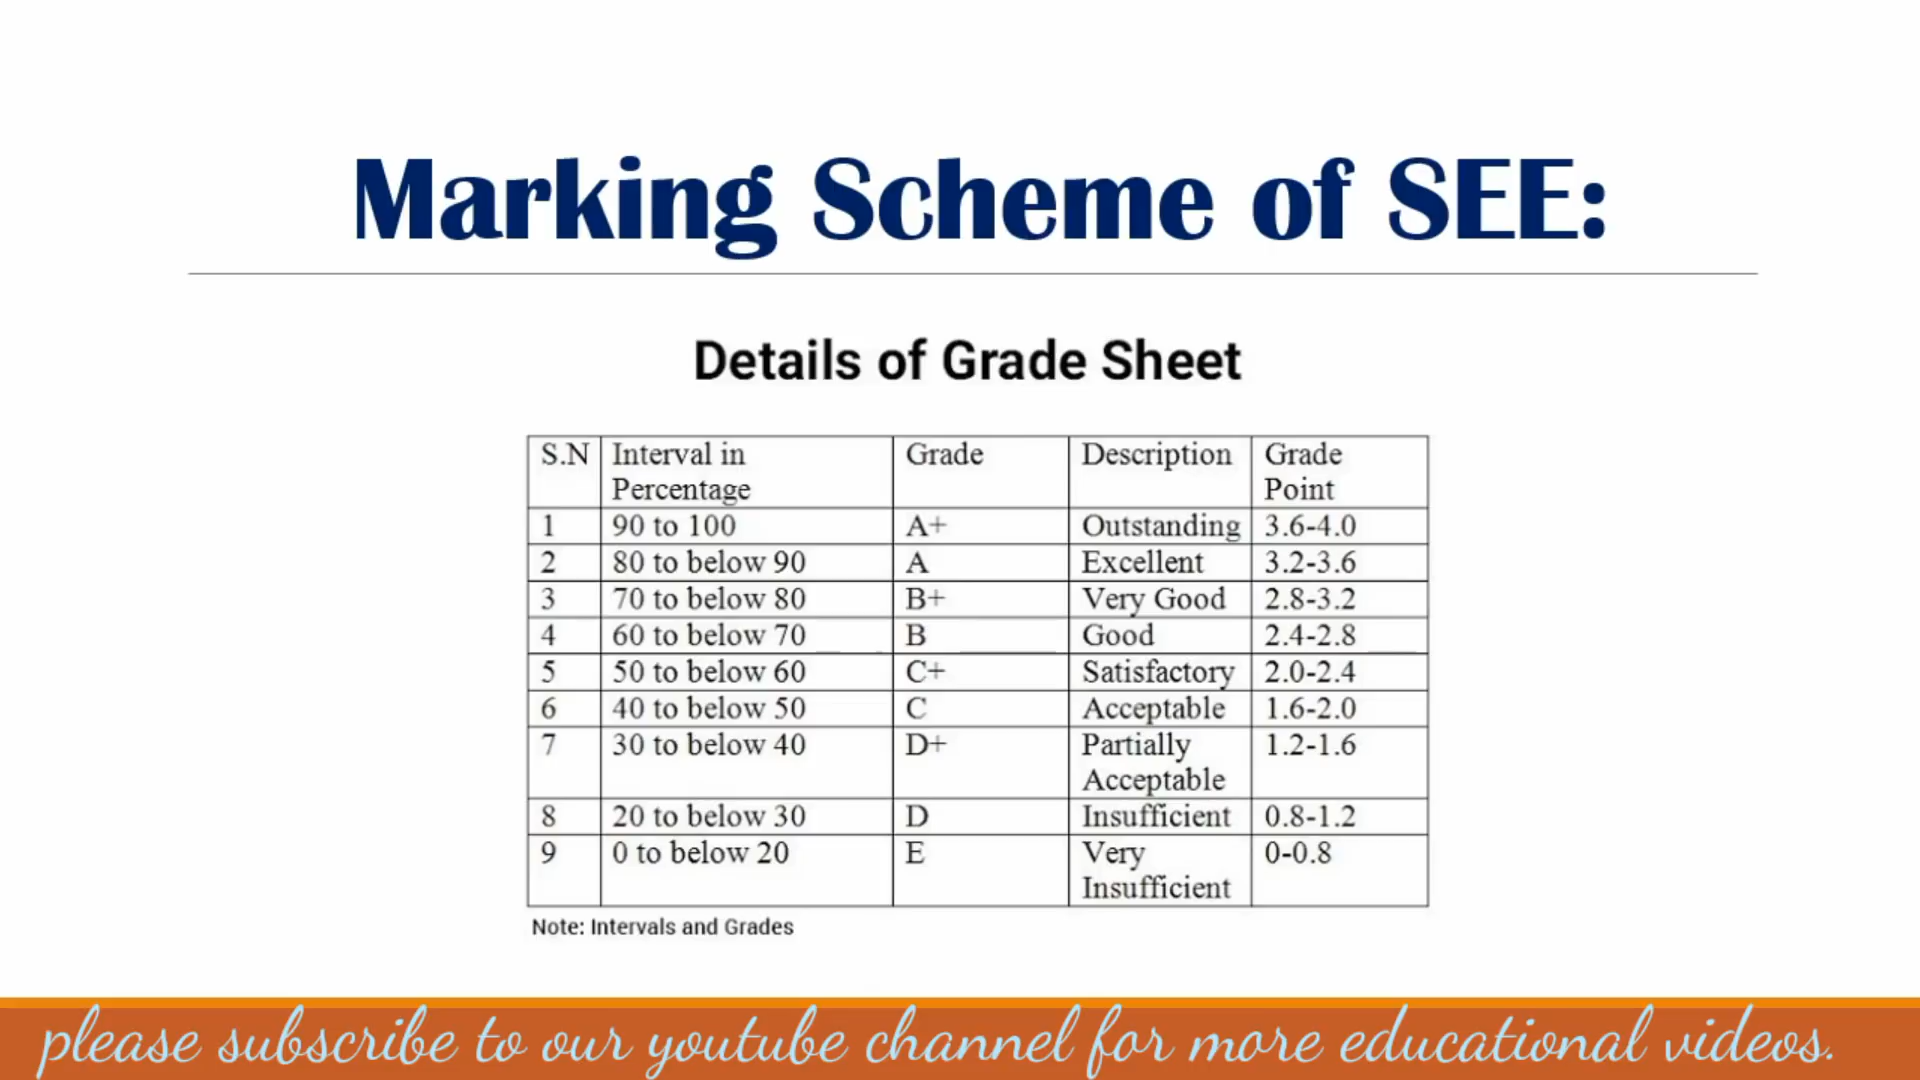 Marking Scheme of SEE:
Details of Grade Sheet
S.N Interval in Percentage Grade Description Grade Point
1 90 to 100 A+ Outstanding 3.6-4.0
2 80 to below 90 A Excellent 3.2-3.6
3 70 to below 80 B+ Very Good 2.8-3.2
4 60 to below 70 B Good 2.4-2.8
5 50 to below 60 C+ Satisfactory 2.0-2.4
6 40 to below 50 C Acceptable 1.6-2.0
7 30 to below 40 D+ Partially Acceptable 1.2-1.6
8 20 to below 30 D Insufficient 0.8-1.2
9 0 to below 20 E Very Insufficient 0-0.8
Note: Intervals and Grades
please subscribe to our youtube channel for more educational videos.